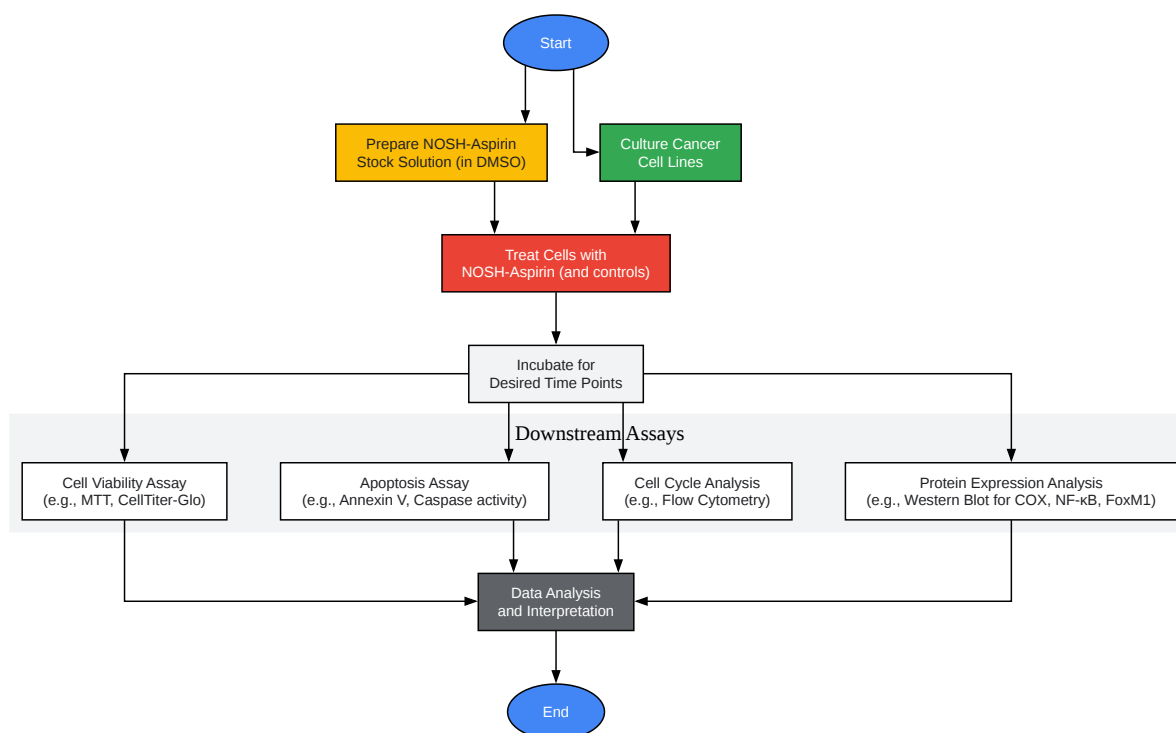 Start
Prepare NOSH-Aspirin
Stock Solution (in DMSO)
Culture Cancer
Cell Lines
Treat Cells with
NOSH-Aspirin (and controls)
Incubate for
Desired Time Points
Downstream Assays
Cell Viability Assay
(e.g., MTT, CellTiter-Glo)
Apoptosis Assay
(e.g., Annexin V, Caspase activity)
Cell Cycle Analysis
(e.g., Flow Cytometry)
Protein Expression Analysis
(e.g., Western Blot for COX, NF-κB, FoxM1)
Data Analysis
and Interpretation
End